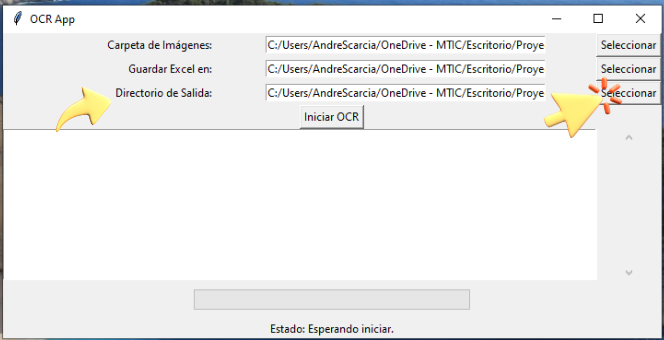 OCR App
Carpeta de Imágenes: C:/Users/AndreScarcia/OneDrive - MTIC/Escritorio/Proye Seleccionar
Guardar Excel en: C:/Users/AndreScarcia/OneDrive - MTIC/Escritorio/Proye Seleccionar
Directorio de Salida: C:/Users/AndreScarcia/OneDrive - MTIC/Escritorio/Proye Seleccionar
Iniciar OCR
Estado: Esperando iniciar.